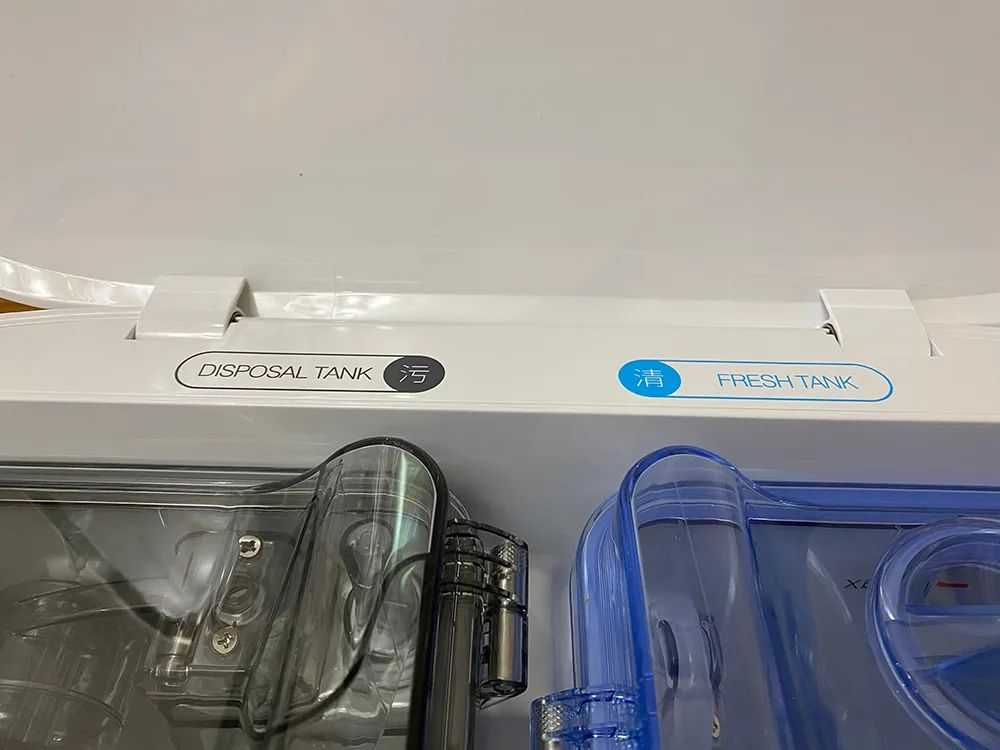 DISPOSAL TANK 污
清 FRESH TANK